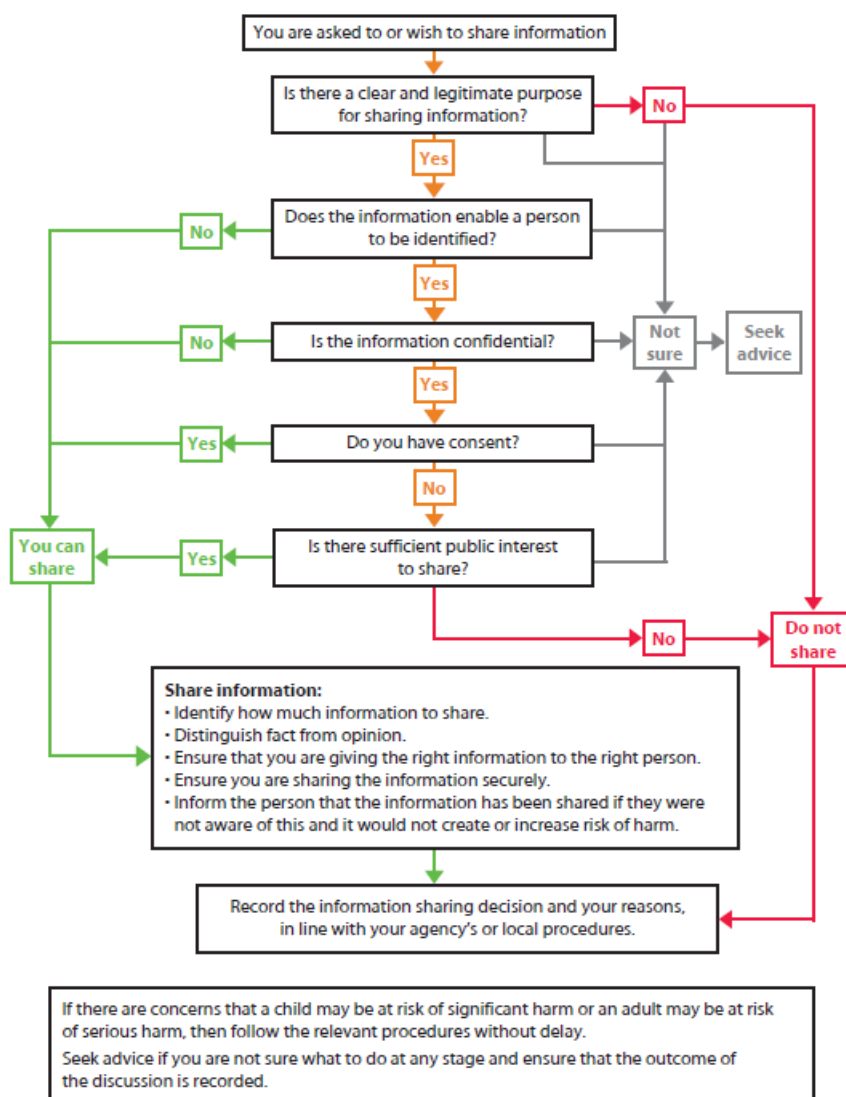 You are asked to or wish to share information
Is there a clear and legitimate purpose
for sharing information?
No
Yes
Does the information enable a person
to be identified?
No
Yes
Is the information confidential?
No
Not
sure
Seek
advice
Yes
Do you have consent?
Yes
No
Is there sufficient public interest
to share?
Yes
You can
share
No
Do not
share
Share information:
• Identify how much information to share.
• Distinguish fact from opinion.
• Ensure that you are giving the right information to the right person.
• Ensure you are sharing the information securely.
• Inform the person that the information has been shared if they were
not aware of this and it would not create or increase risk of harm.
Record the information sharing decision and your reasons,
in line with your agency's or local procedures.
If there are concerns that a child may be at risk of significant harm or an adult may be at risk
of serious harm, then follow the relevant procedures without delay.
Seek advice if you are not sure what to do at any stage and ensure that the outcome of
the discussion is recorded.